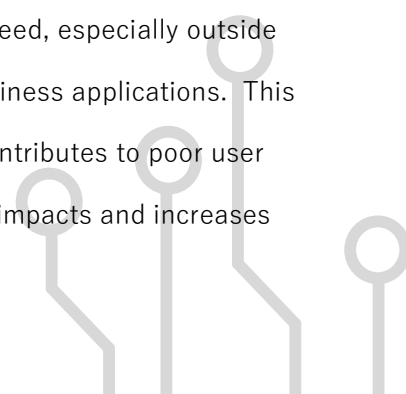 eed, especially outside
iness applications.  This
ntributes to poor user
impacts and increases